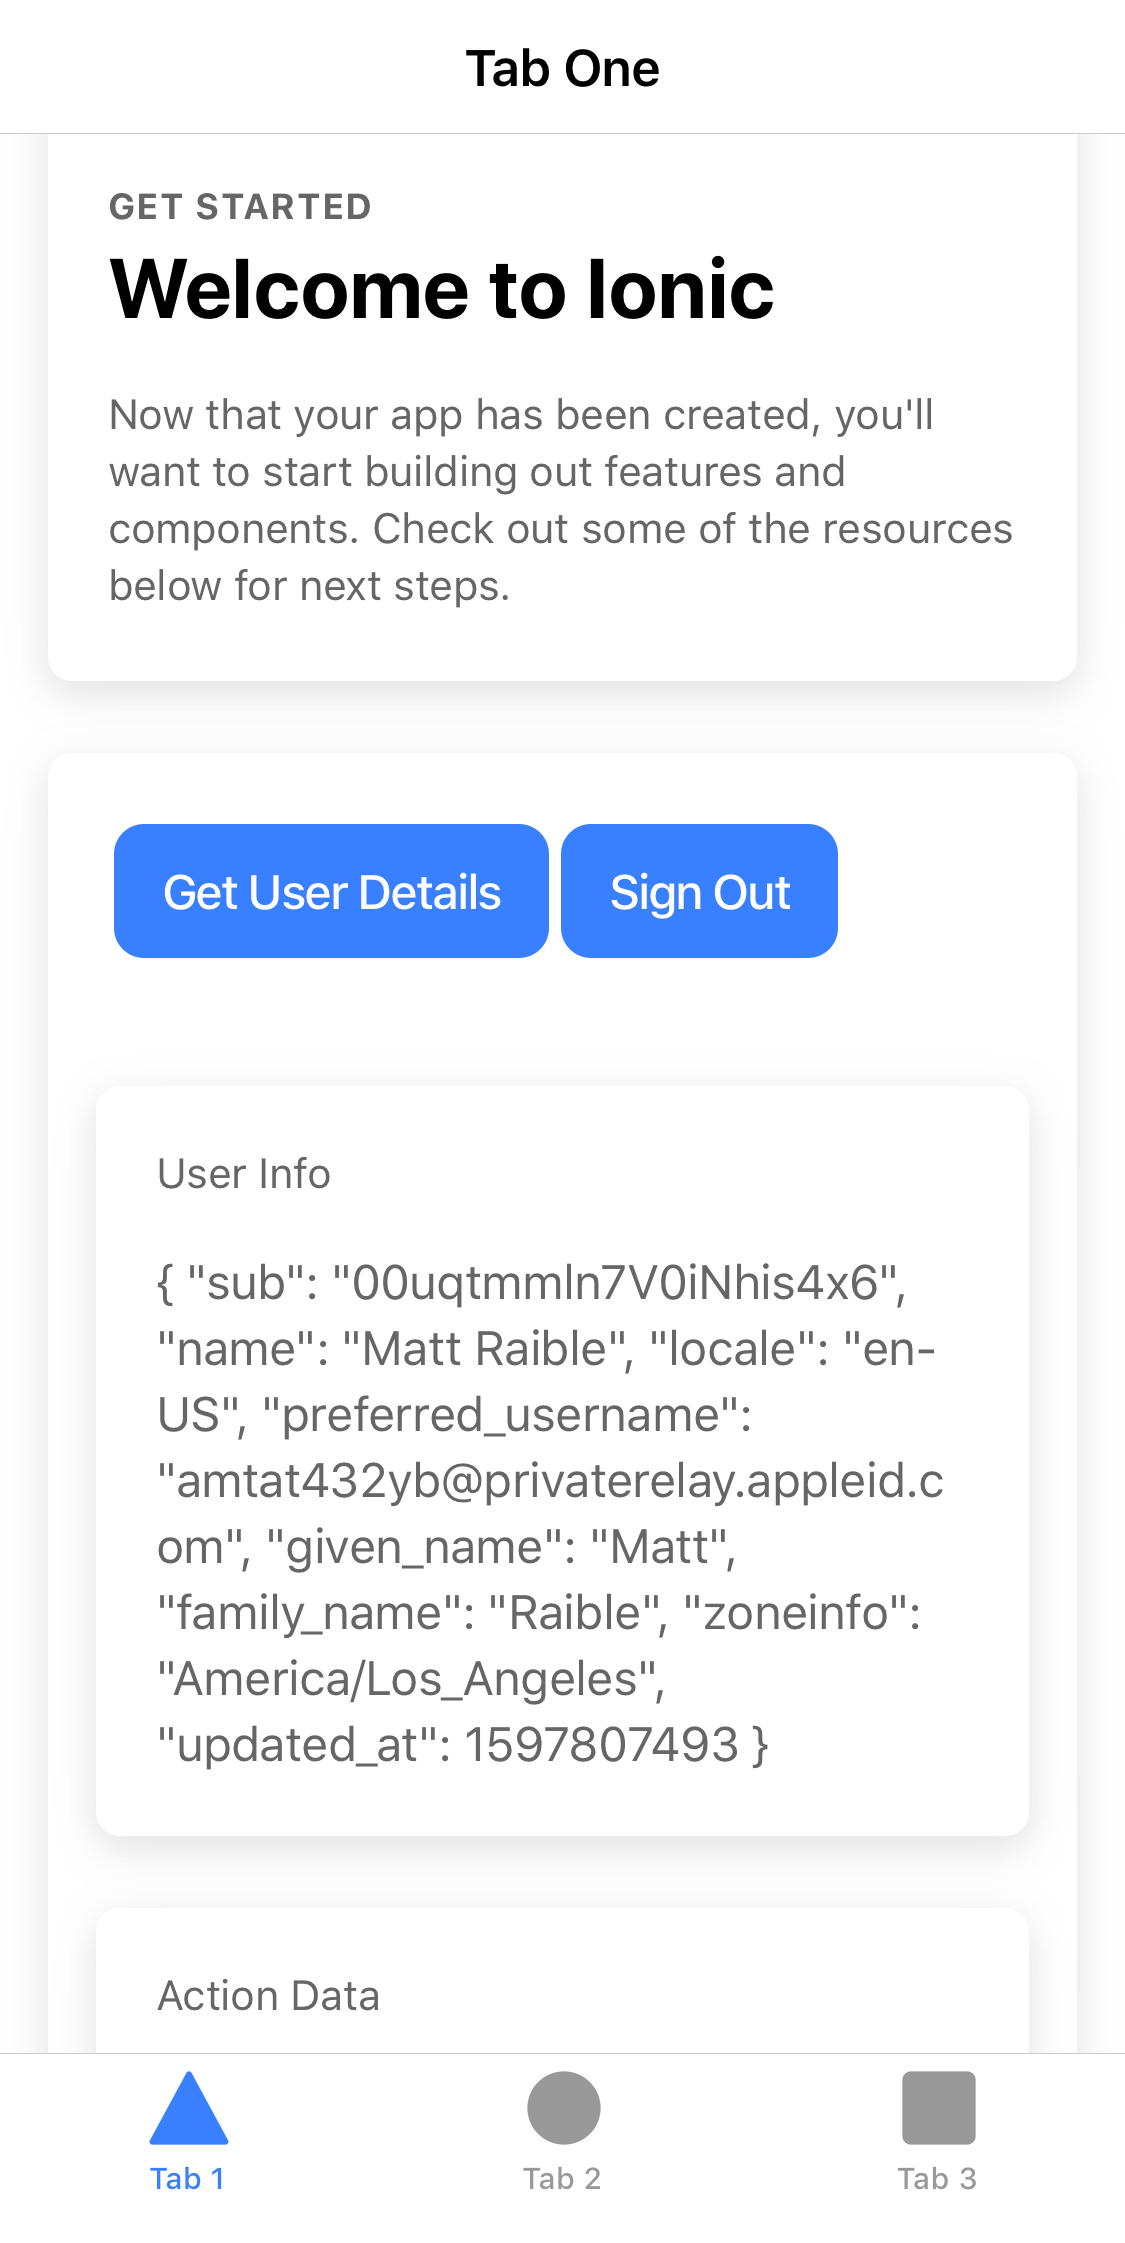 Tab One
GET STARTED
Welcome to Ionic
Now that your app has been created, you'll
want to start building out features and
components. Check out some of the resources
below for next steps.
Get User Details
Sign Out
User Info
{ "sub": "00uqtmmln7V0iNhis4x6",
"name": "Matt Raible", "locale": "en-
US", "preferred_username":
"amtat432yb@privaterelay.appleid.c
om", "given_name": "Matt",
"family_name": "Raible", "zoneinfo":
"America/Los_Angeles",
"updated_at": 1597807493 }
Action Data
Tab 1
Tab 2
Tab 3